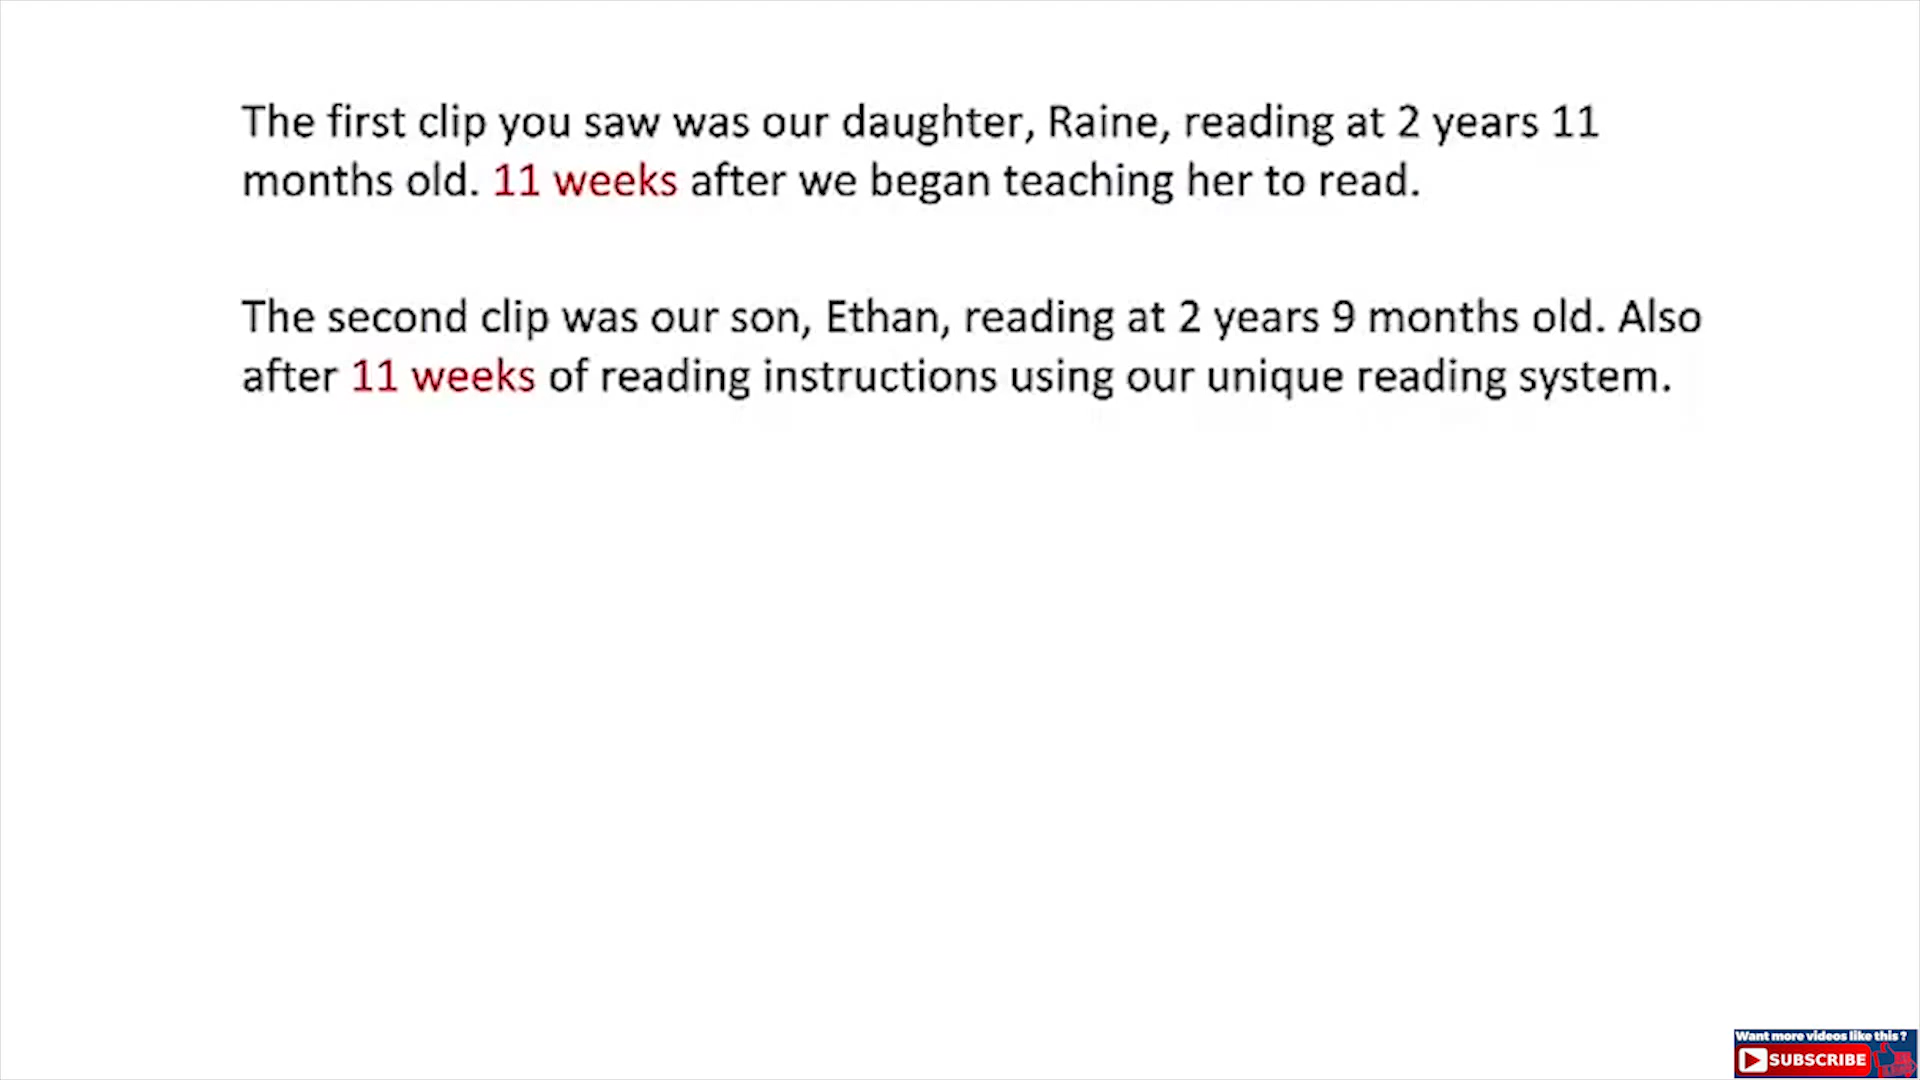 The first clip you saw was our daughter, Raine, reading at 2 years 11
months old. 11 weeks after we began teaching her to read.
The second clip was our son, Ethan, reading at 2 years 9 months old. Also
after 11 weeks of reading instructions using our unique reading system.
Want more videos like this ?
SUBSCRIBE